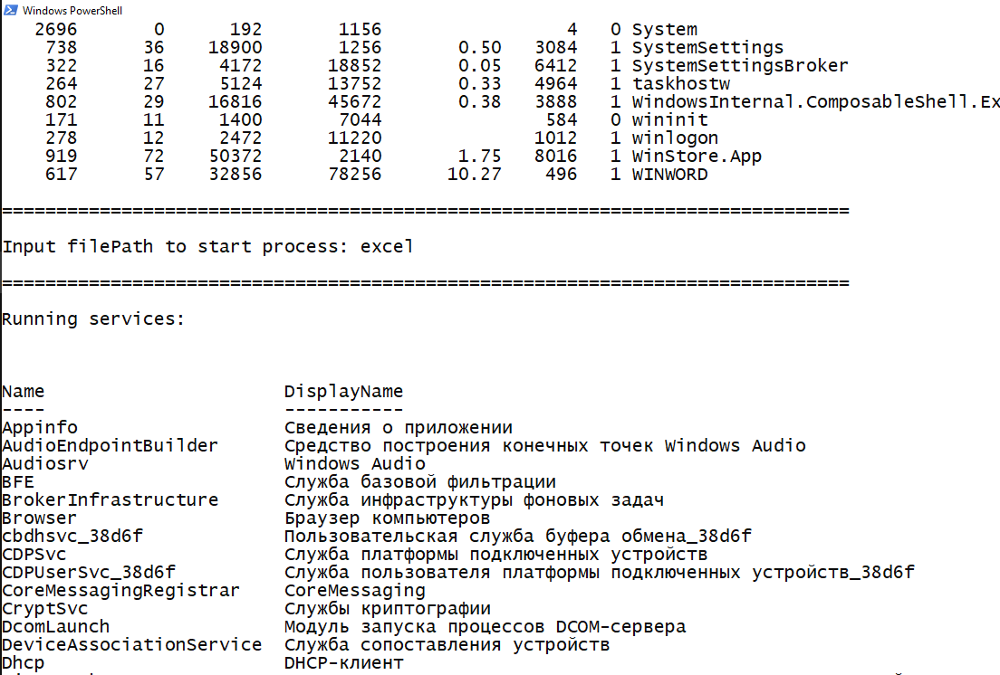 Windows PowerShell
2696 0 192 1156 4 0 System
738 36 18900 1256 0.50 3084 1 SystemSettings
322 16 4172 18852 0.05 6412 1 SystemSettingsBroker
264 27 5124 13752 0.33 4964 1 taskhostw
802 29 16816 45672 0.38 3888 1 WindowsInternal.ComposableShell.Ex
171 11 1400 7044 584 0 wininit
278 12 2472 11220 1012 1 winlogon
919 72 50372 2140 1.75 8016 1 WinStore.App
617 57 32856 78256 10.27 496 1 WINWORD
==============================================================================
Input filePath to start process: excel
==============================================================================
Running services:
Name DisplayName
---- -----------
Appinfo Сведения о приложении
AudioEndpointBuilder Средство построения конечных точек Windows Audio
Audiosrv Windows Audio
BFE Служба базовой фильтрации
BrokerInfrastructure Служба инфраструктуры фоновых задач
Browser Браузер компьютеров
cbdhsvc_38d6f Пользовательская служба буфера обмена_38d6f
CDPSvc Служба платформы подключенных устройств
CDPUserSvc_38d6f Служба пользователя платформы подключенных устройств_38d6f
CoreMessagingRegistrar CoreMessaging
CryptSvc Службы криптографии
DcomLaunch Модуль запуска процессов DCOM-сервера
DeviceAssociationService Служба сопоставления устройств
Dhcp DHCP-клиент